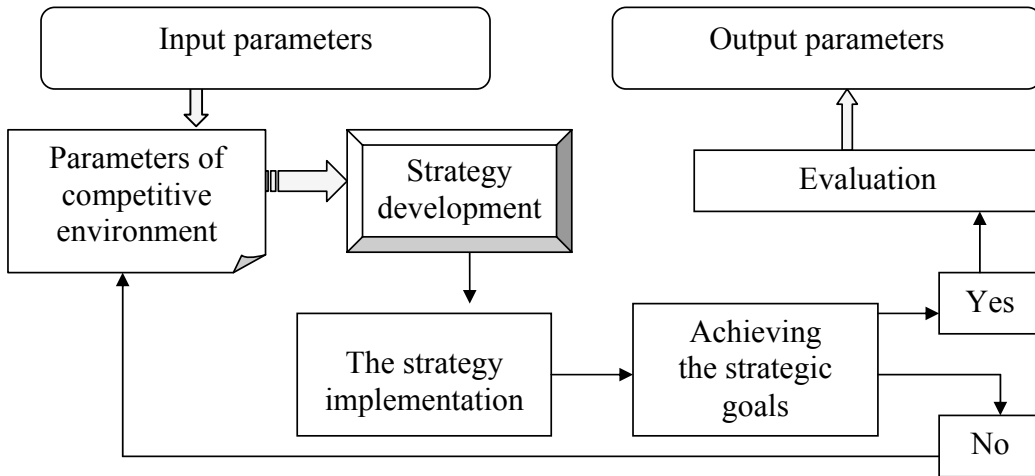 Input parameters
Output parameters
Parameters of
competitive
environment
Strategy
development
Evaluation
Yes
The strategy
implementation
Achieving
the strategic
goals
No